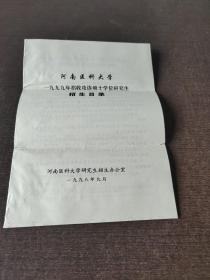 河南医科大学
一九九九年招收攻读硕士学位研究生
招生目录
河南医科大学研究生招生办公室
一九九八年九月